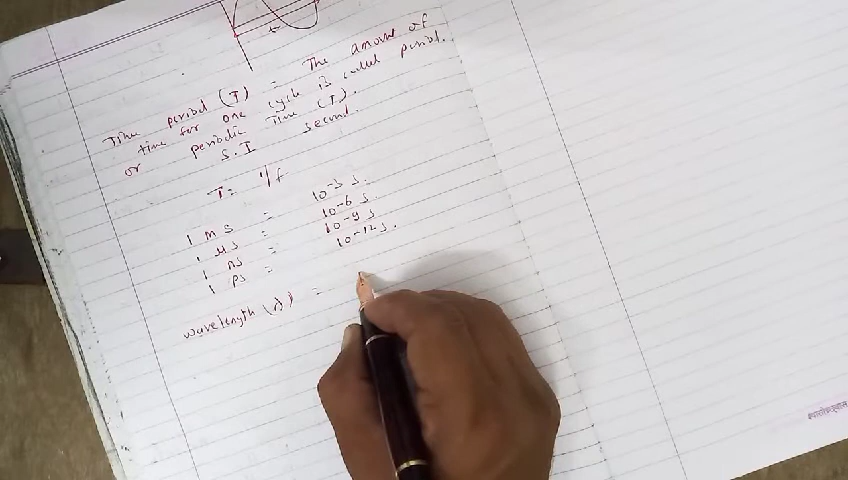 Time period (T) = The amount of
time for one cycle is called period.
or periodic Time (T).
S.I second
T = 1/f
1 ms = 10-3 s.
1 μs = 10-6 s.
1 ns = 10-9 s
1 ps = 10-12 s.
wavelength (λ) =